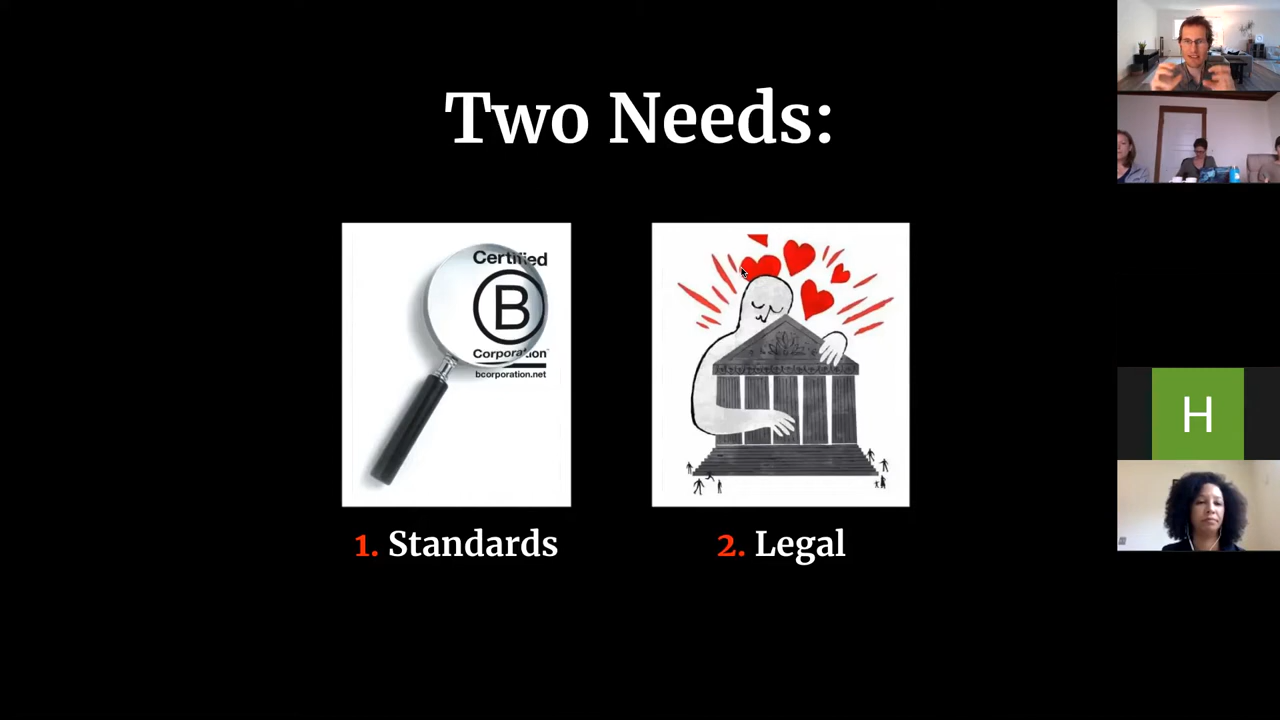 Two Needs:
Certified
B
Corporation
bcorporation.net
1. Standards
2. Legal
H